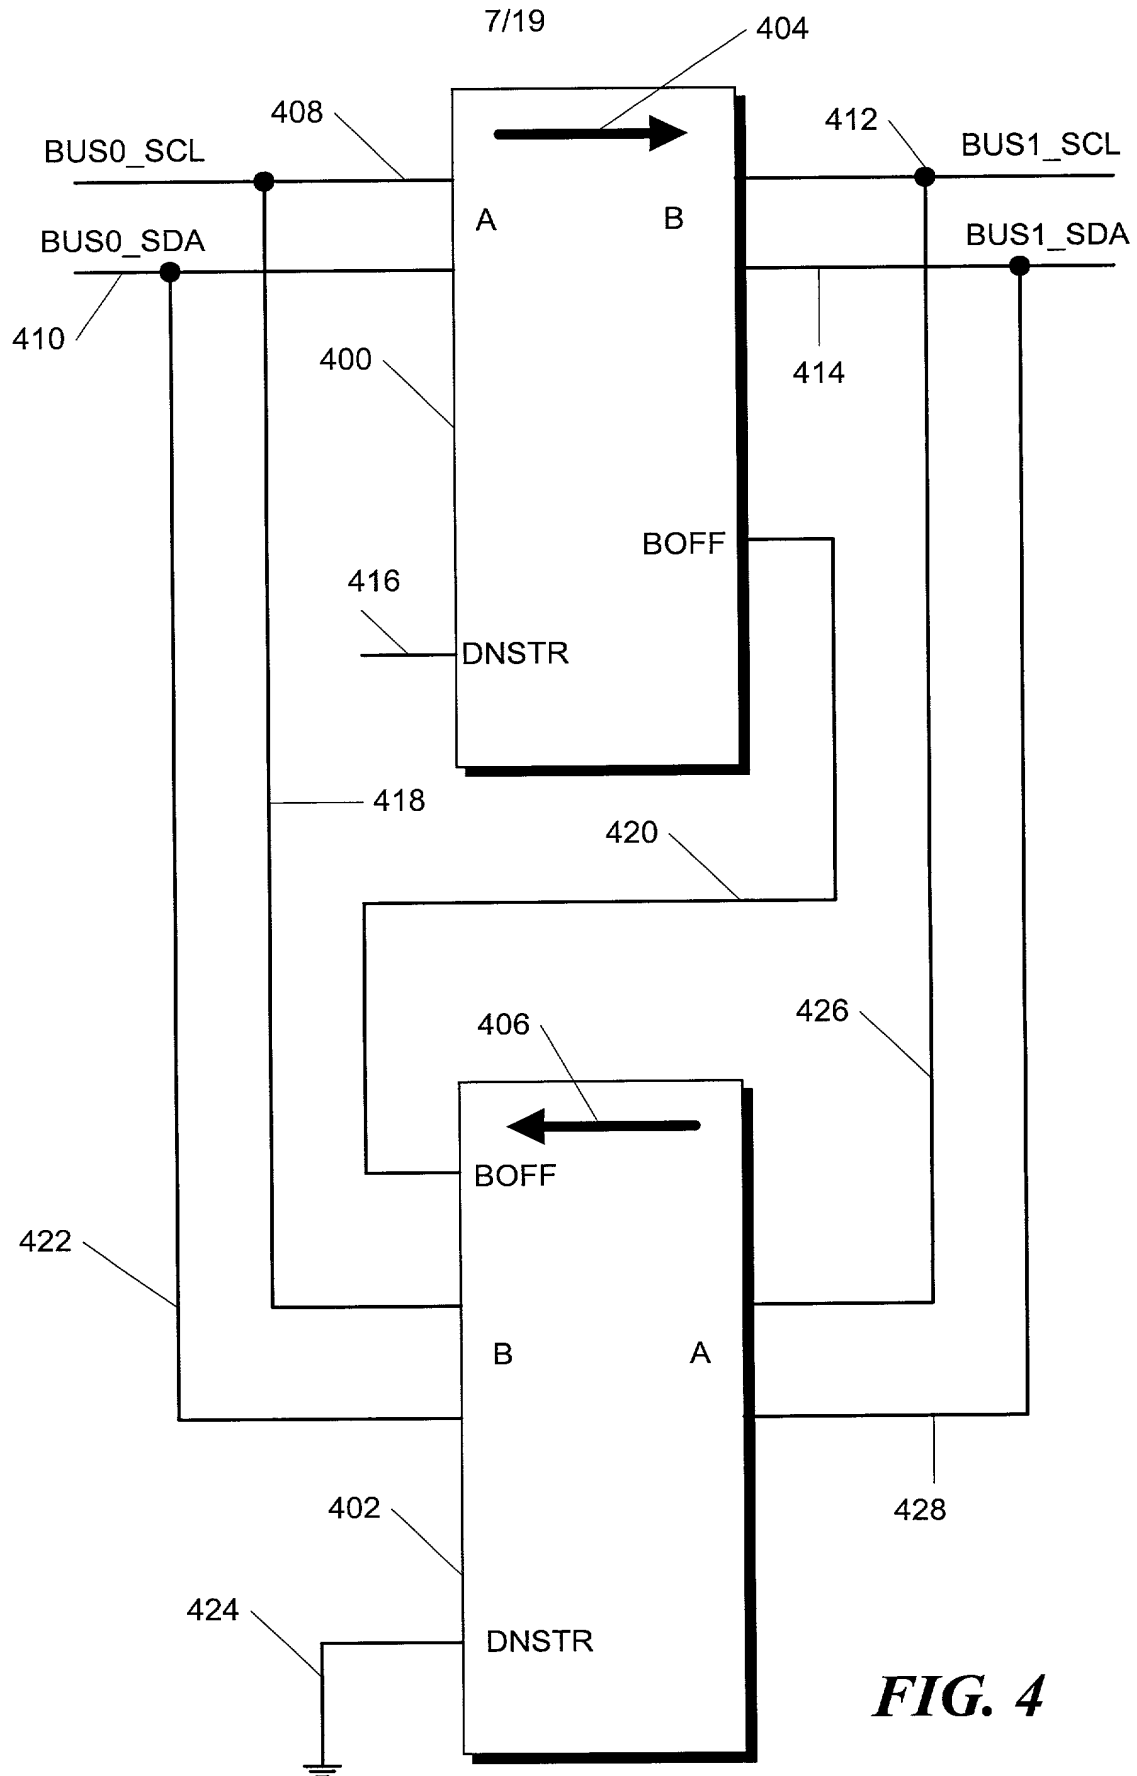 7/19
404
408
412
BUS0_SCL
BUS1_SCL
A
B
BUS0_SDA
BUS1_SDA
410
400
414
BOFF
416
DNSTR
418
420
426
406
BOFF
422
B
A
402
428
424
DNSTR
FIG. 4